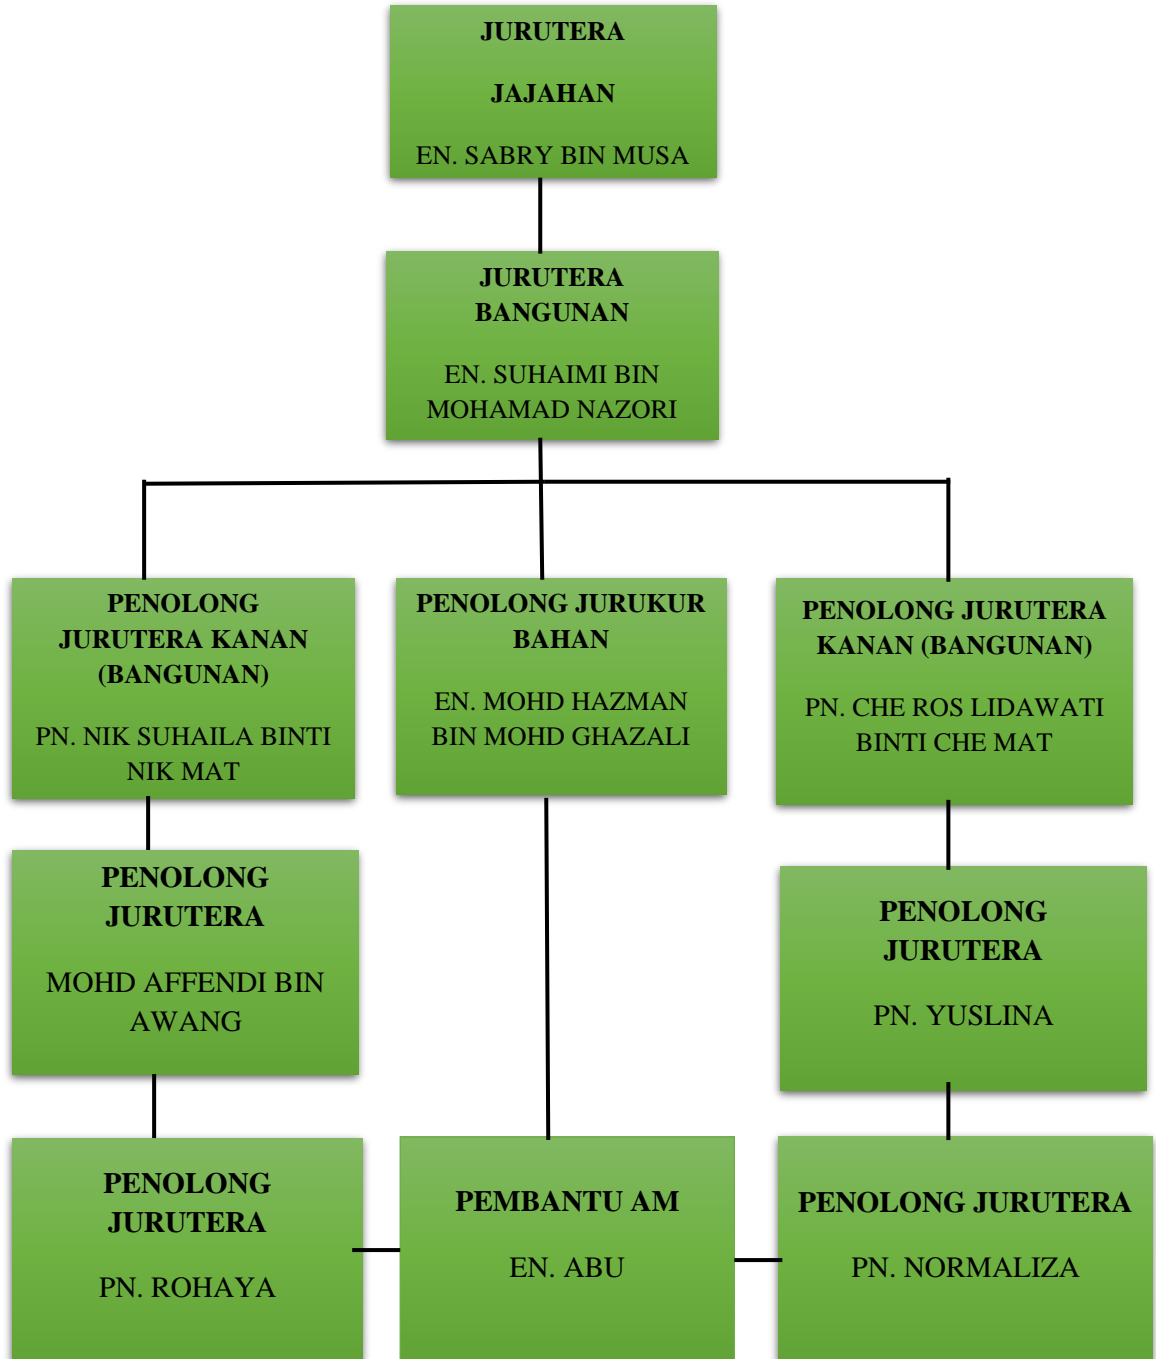 JURUTERA
JAJAHAN
EN. SABRY BIN MUSA
JURUTERA
BANGUNAN
EN. SUHAIMI BIN
MOHAMAD NAZORI
PENOLONG
JURUTERA KANAN
(BANGUNAN)
PN. NIK SUHAILA BINTI
NIK MAT
PENOLONG JURUKUR
BAHAN
EN. MOHD HAZMAN
BIN MOHD GHAZALI
PENOLONG JURUTERA
KANAN (BANGUNAN)
PN. CHE ROS LIDAWATI
BINTI CHE MAT
PENOLONG
JURUTERA
MOHD AFFENDI BIN
AWANG
PENOLONG
JURUTERA
PN. YUSLINA
PENOLONG
JURUTERA
PN. ROHAYA
PEMBANTU AM
EN. ABU
PENOLONG JURUTERA
PN. NORMALIZA